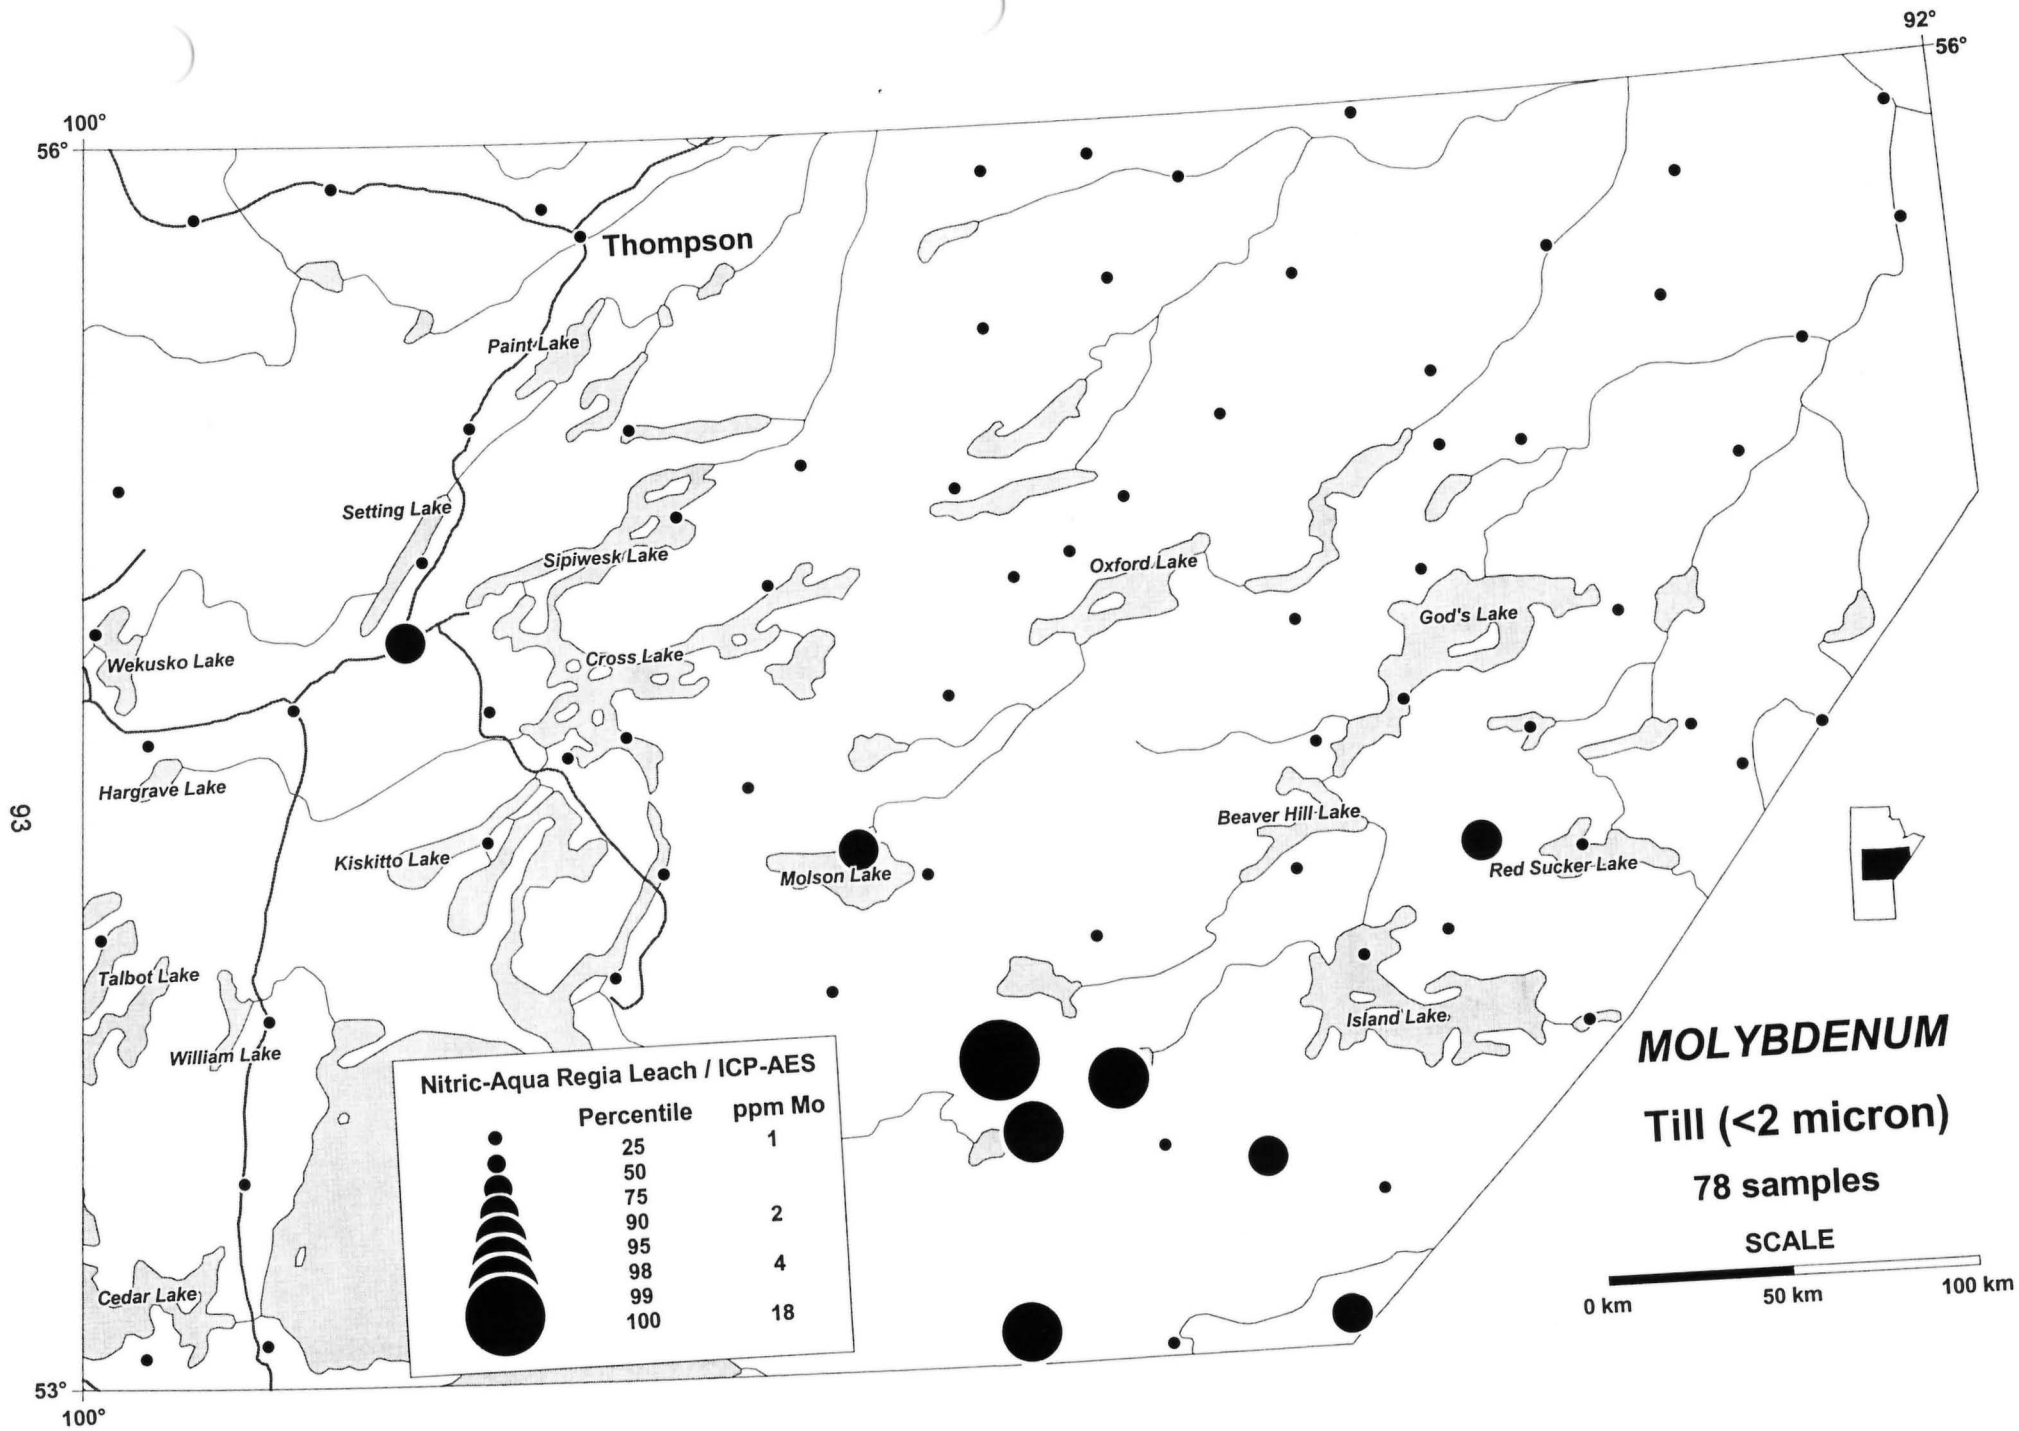 92°
56°
100°
56°
Thompson
Paint Lake
Setting Lake
Sipiwesk Lake
Oxford Lake
God's Lake
Wekusko Lake
Cross Lake
Hargrave Lake
93
Beaver Hill Lake
Kiskitto Lake
Molson Lake
Red Sucker Lake
Talbot Lake
Island Lake
William Lake
Cedar Lake
53°
100°
Nitric-Aqua Regia Leach / ICP-AES
Percentile ppm Mo
25 1
50
75
90 2
95
98 4
99
100 18
MOLYBDENUM
Till (<2 micron)
78 samples
SCALE
0 km 50 km 100 km